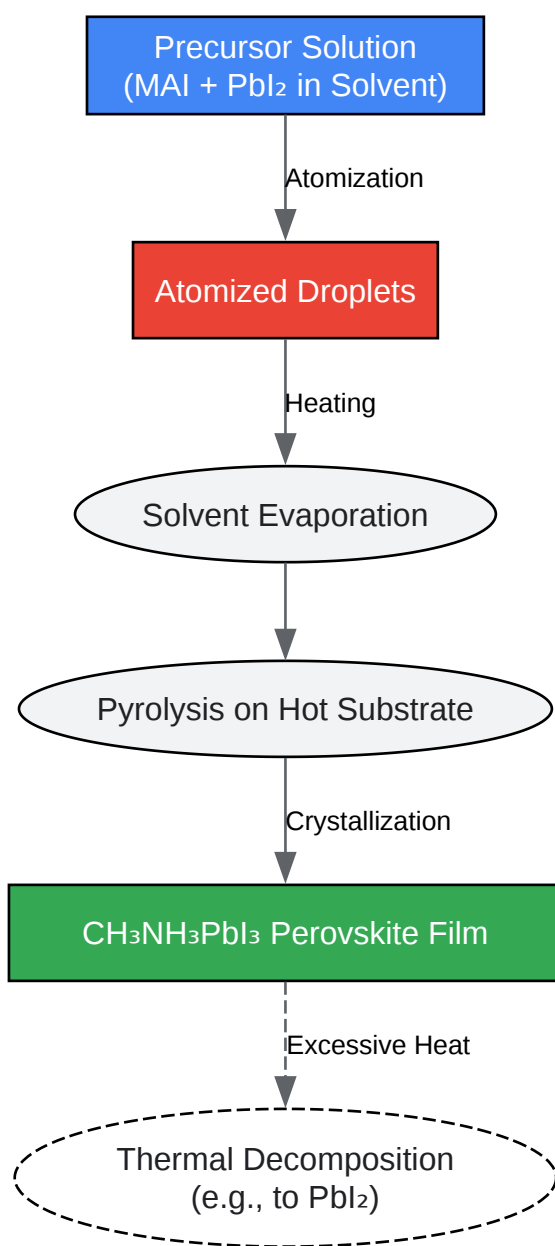 Precursor Solution
(MAI + PbI₂ in Solvent)
Atomization
Atomized Droplets
Heating
Solvent Evaporation
Pyrolysis on Hot Substrate
Crystallization
CH₃NH₃PbI₃ Perovskite Film
Excessive Heat
Thermal Decomposition
(e.g., to PbI₂)